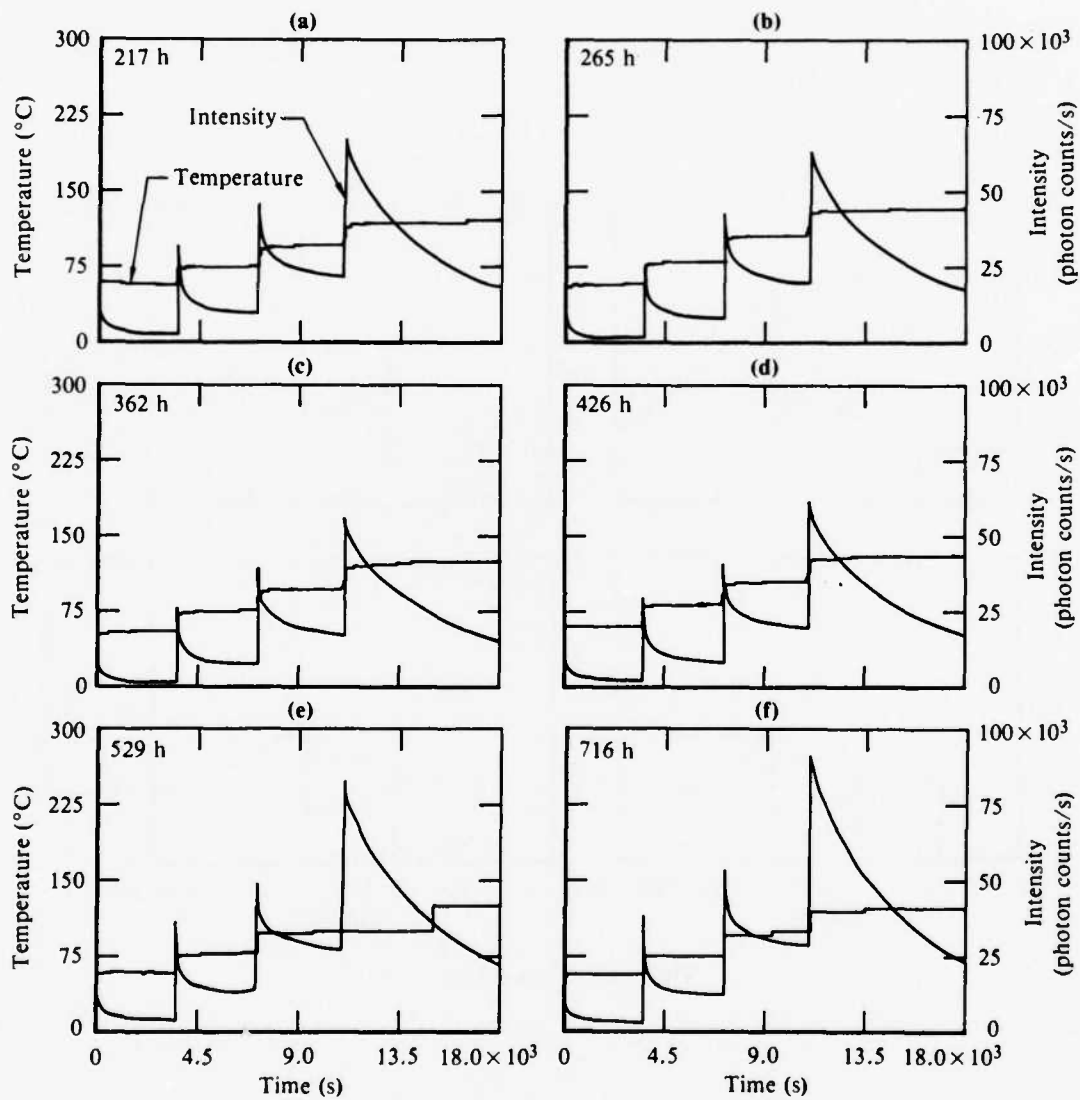 (a)
(b)
300
225
150
75
0
Temperature (°C)
217 h
Intensity
Temperature
265 h
100 × 10³
75
50
25
0
Intensity
(photon counts/s)
(c)
(d)
300
225
150
75
0
Temperature (°C)
362 h
426 h
100 × 10³
75
50
25
0
Intensity
(photon counts/s)
(e)
(f)
300
225
150
75
0
Temperature (°C)
529 h
716 h
100 × 10³
75
50
25
0
Intensity
(photon counts/s)
0 4.5 9.0 13.5 18.0 × 10³
Time (s)
0 4.5 9.0 13.5 18.0 × 10³
Time (s)